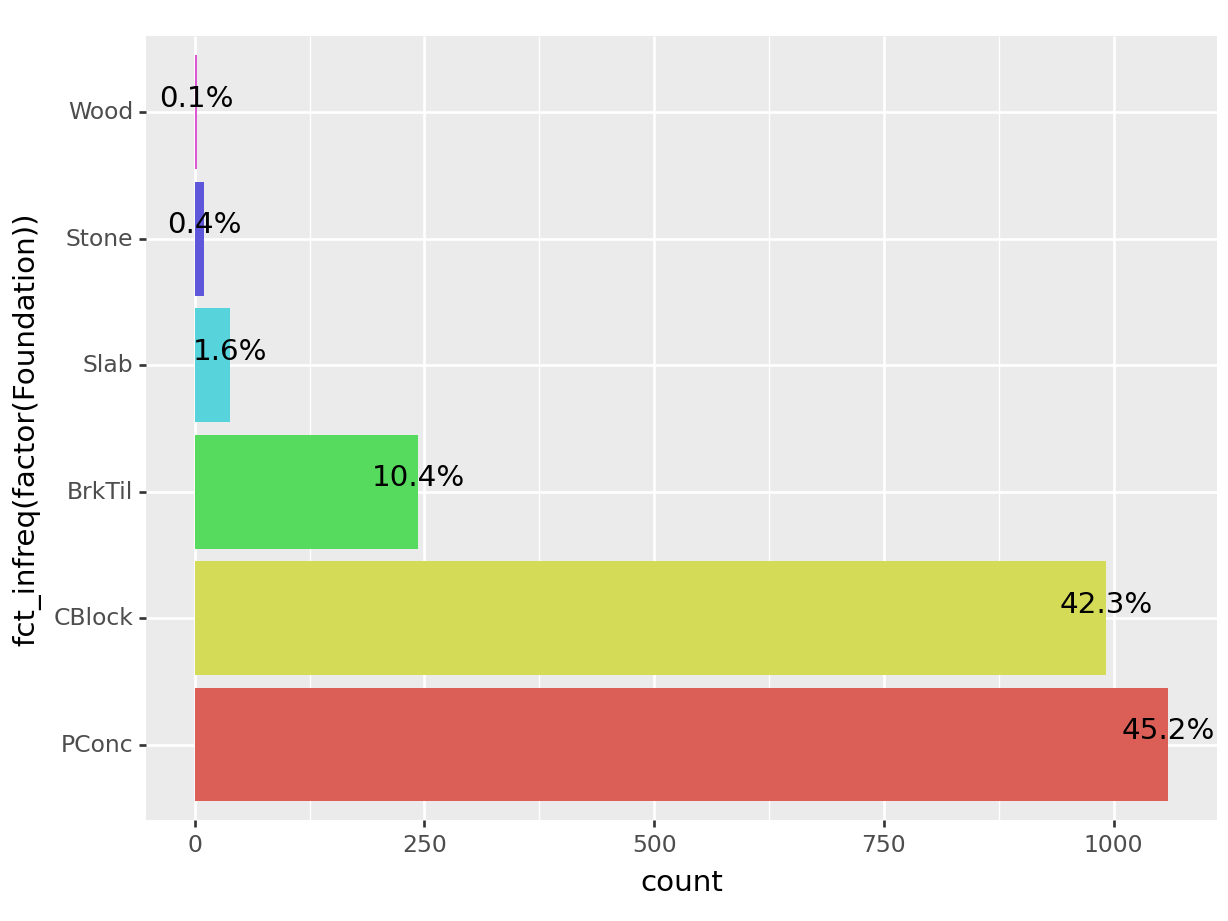 fct_infreq(factor(Foundation))
Wood
0.1%
Stone
0.4%
Slab
1.6%
BrkTil
10.4%
CBlock
42.3%
PConc
45.2%
0 250 500 750 1000
count